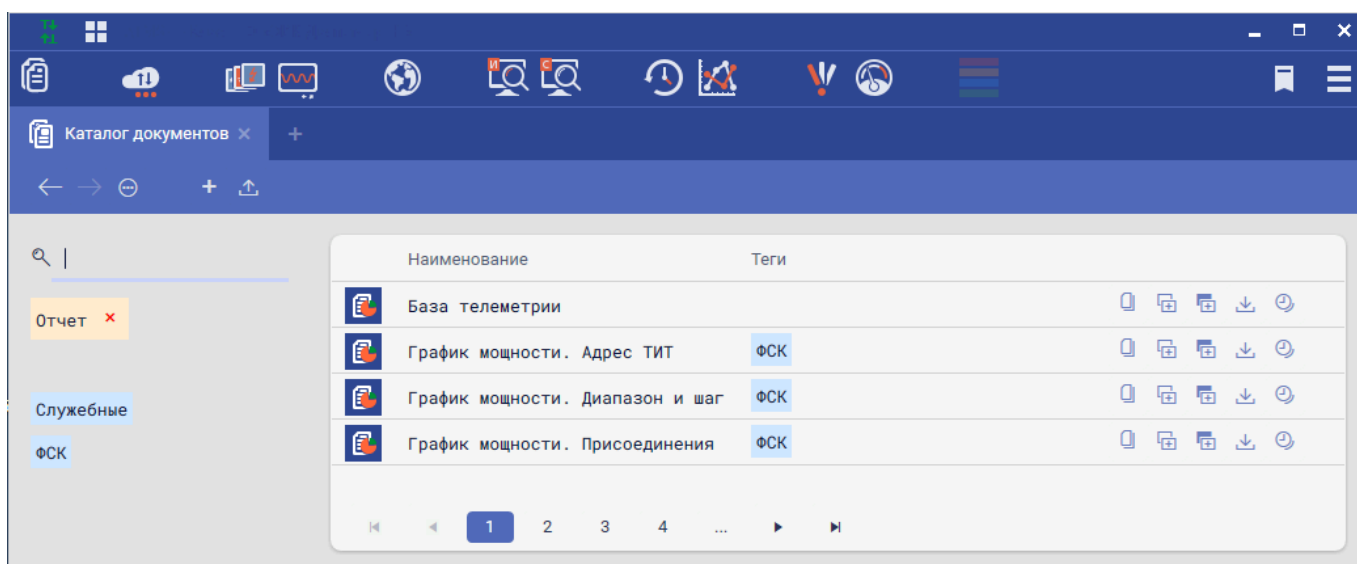 И С
Каталог документов
Наименование Теги
Отчет
База телеметрии
График мощности. Адрес ТИТ ФСК
Служебные
График мощности. Диапазон и шаг ФСК
ФСК
График мощности. Присоединения ФСК
1 2 3 4 ...